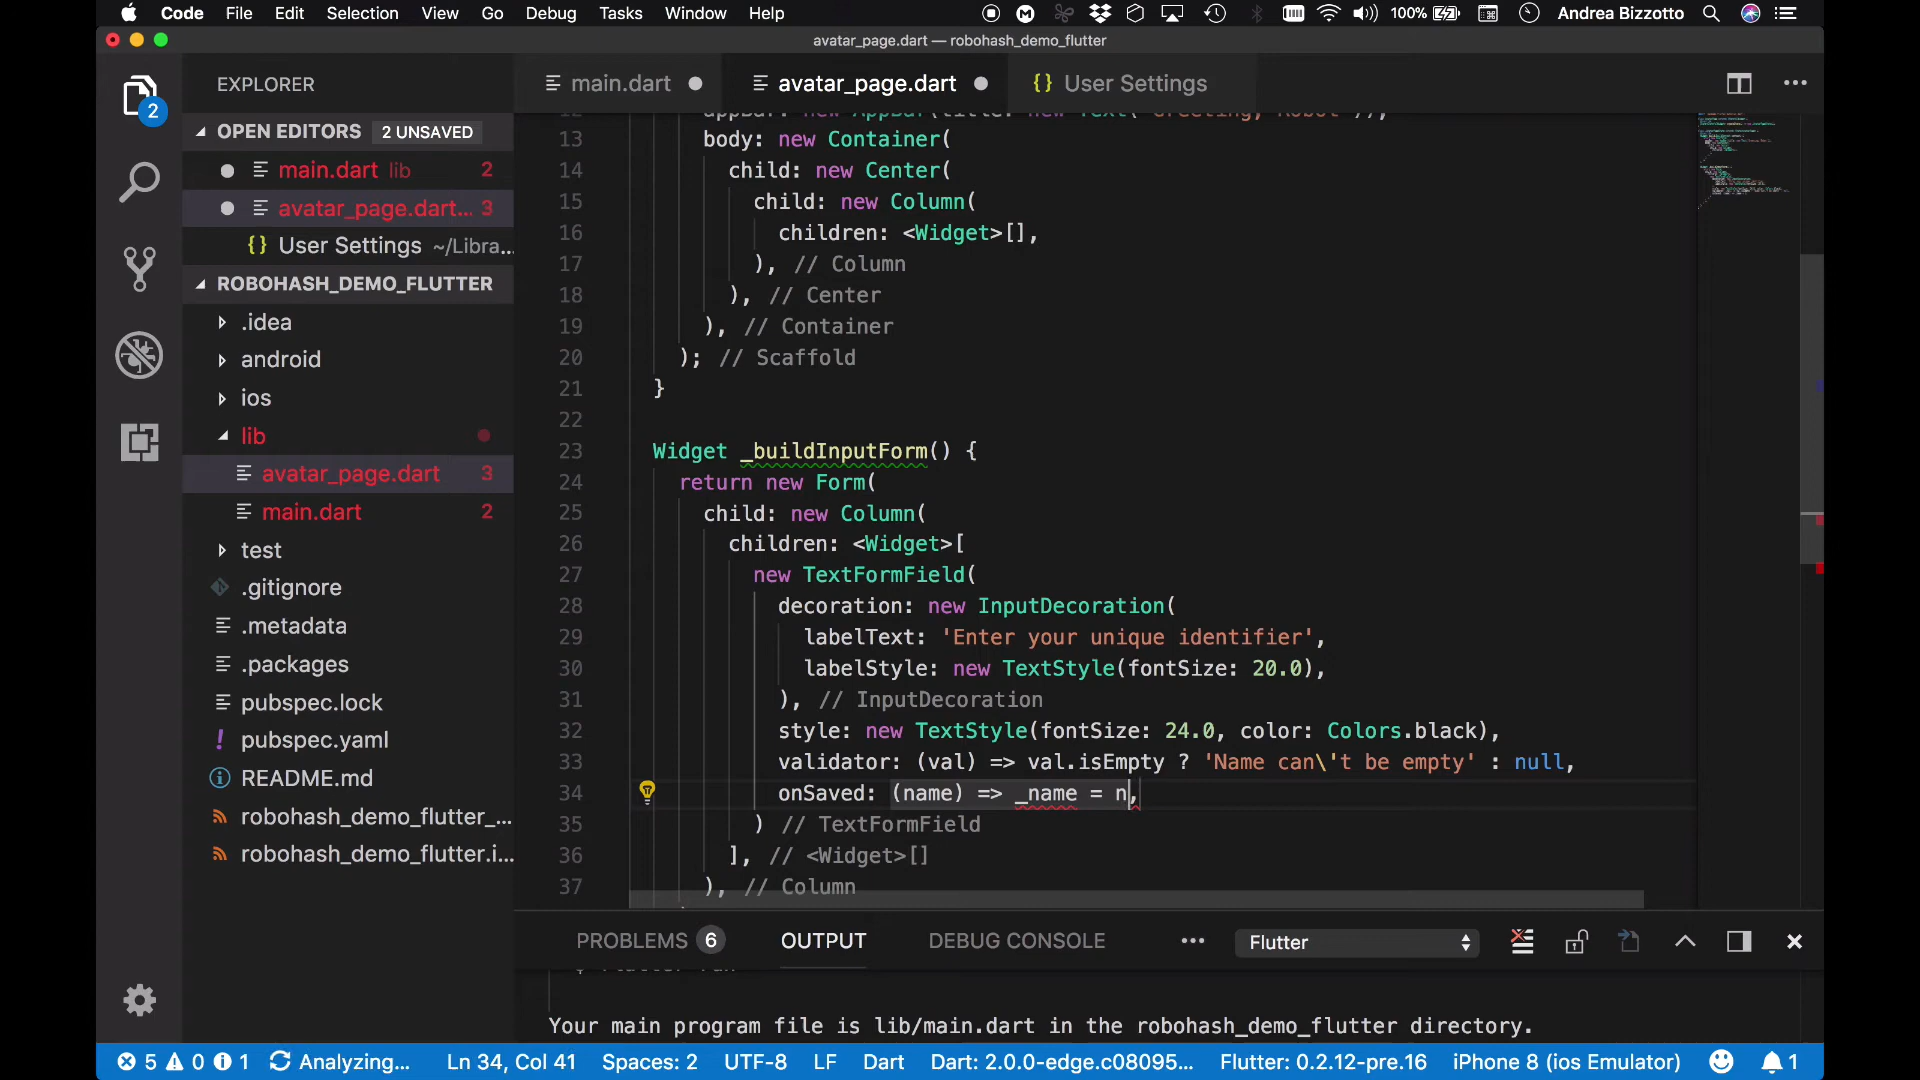 Code File Edit Selection View Go Debug Tasks Window Help 100% Andrea Bizzotto
avatar_page.dart — robohash_demo_flutter
EXPLORER
OPEN EDITORS 2 UNSAVED
main.dart lib 2
avatar_page.dart... 3
{} User Settings ~/Libra...
ROBOHASH_DEMO_FLUTTER
.idea
android
ios
lib
avatar_page.dart 3
main.dart 2
test
.gitignore
.metadata
.packages
pubspec.lock
! pubspec.yaml
README.md
robohash_demo_flutter_...
robohash_demo_flutter.i...
2
main.dart
avatar_page.dart
{} User Settings
12 appBar: new AppBar(title: new Text('Greeting, Robot')),
13 body: new Container(
14 child: new Center(
15 child: new Column(
16 children: <Widget>[],
17 ), // Column
18 ), // Center
19 ), // Container
20 ); // Scaffold
21 }
22
23 Widget _buildInputForm() {
24 return new Form(
25 child: new Column(
26 children: <Widget>[
27 new TextFormField(
28 decoration: new InputDecoration(
29 labelText: 'Enter your unique identifier',
30 labelStyle: new TextStyle(fontSize: 20.0),
31 ), // InputDecoration
32 style: new TextStyle(fontSize: 24.0, color: Colors.black),
33 validator: (val) => val.isEmpty ? 'Name can\'t be empty' : null,
34 onSaved: (name) => _name = n,
35 ) // TextFormField
36 ], // <Widget>[]
37 ), // Column
PROBLEMS 6 OUTPUT DEBUG CONSOLE ... Flutter
Your main program file is lib/main.dart in the robohash_demo_flutter directory.
5 0 1 Analyzing... Ln 34, Col 41 Spaces: 2 UTF-8 LF Dart Dart: 2.0.0-edge.c08095... Flutter: 0.2.12-pre.16 iPhone 8 (ios Emulator) 1